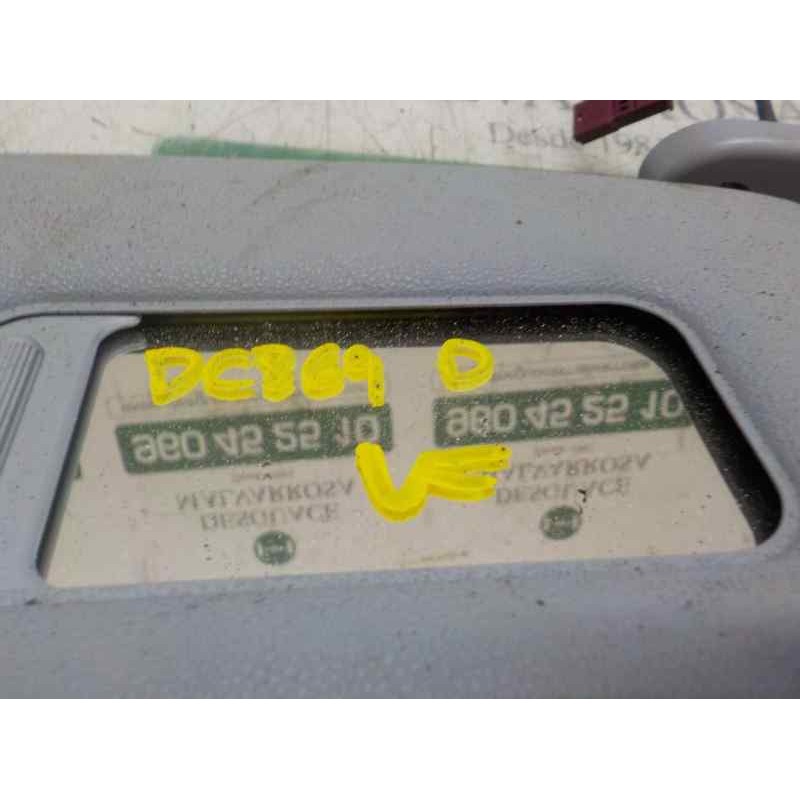 Desde 198
DC869 D
960 45 25 10 960 45 25 10
VE
MALVARROSA MALVARROSA
DESGUACE DESGUACE